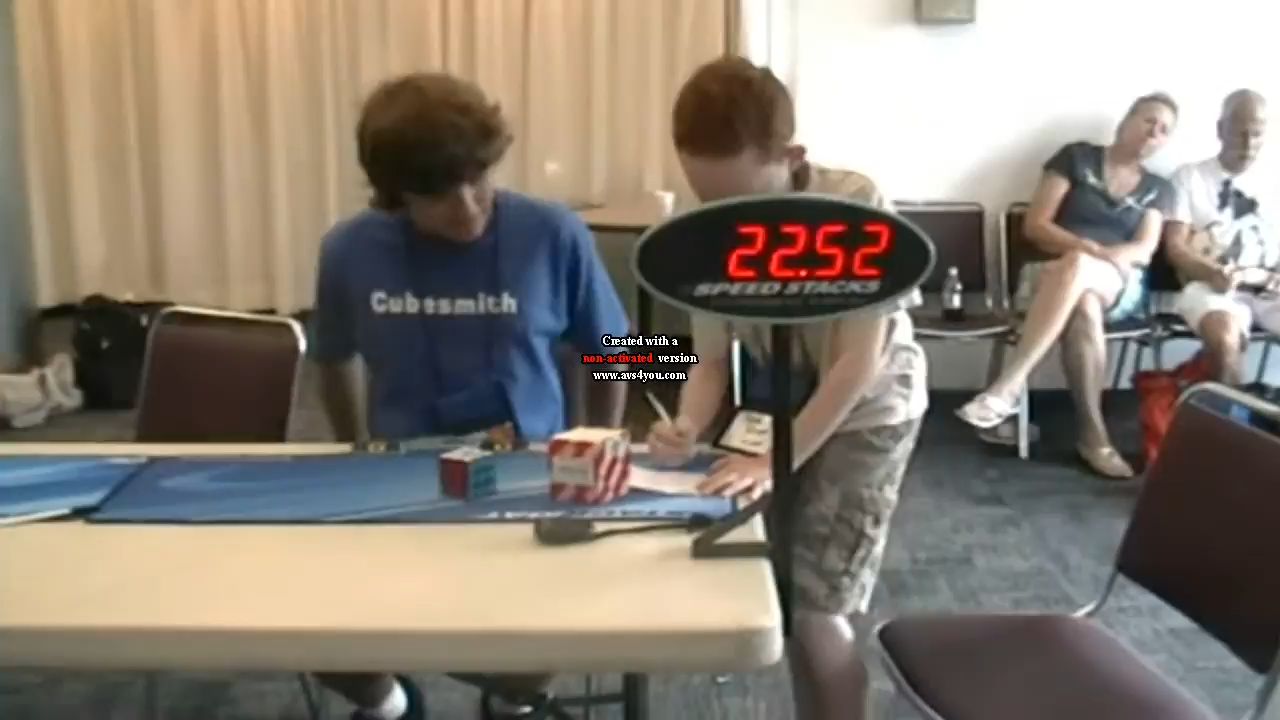 22.52
SPEED STACKS
Cubesmith
Created with a
non-activated version
www.avs4you.com